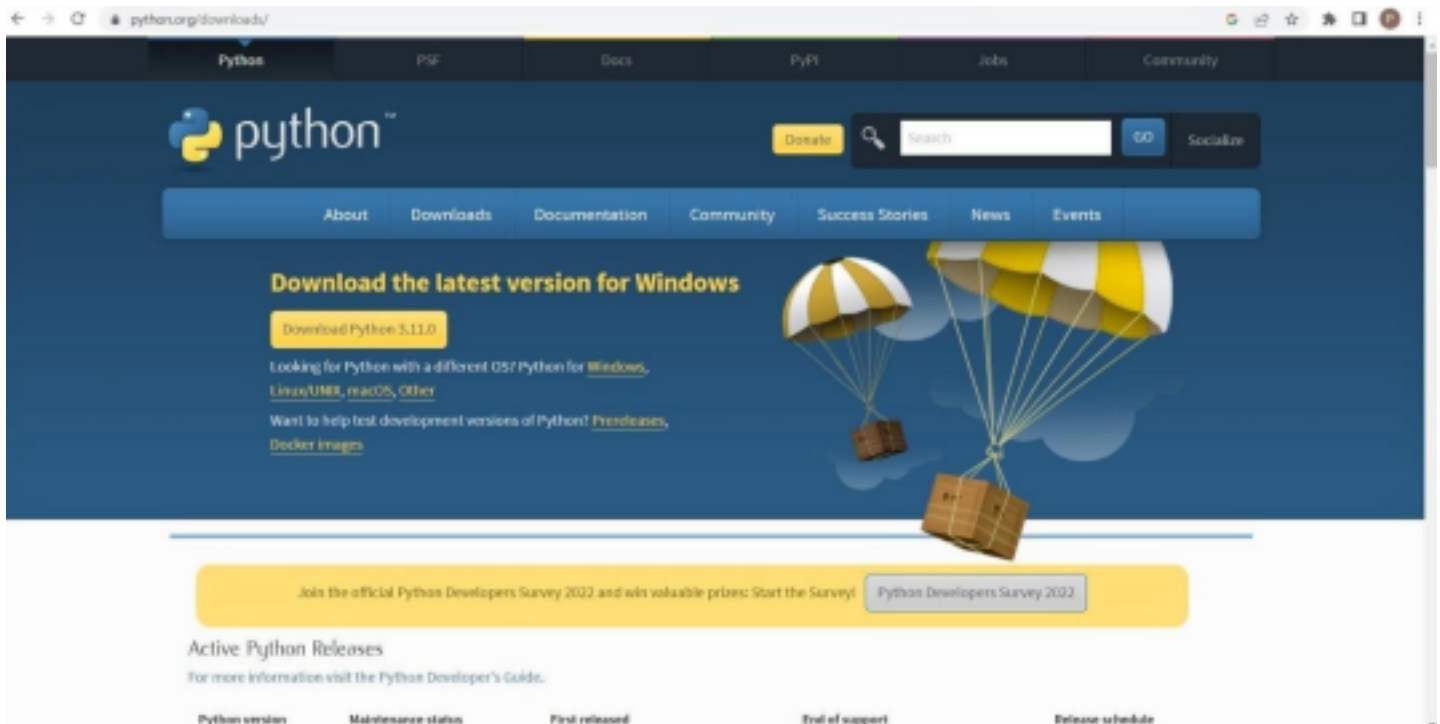 python.org/downloads/
Python PSF Docs PyPI Jobs Community
python™
Donate Search GO Socialize
About Downloads Documentation Community Success Stories News Events
Download the latest version for Windows
Download Python 3.11.0
Looking for Python with a different OS? Python for Windows,
Linux/UNIX, macOS, Other
Want to help test development versions of Python? Prereleases,
Docker images
Join the official Python Developers Survey 2022 and win valuable prizes: Start the Survey! Python Developers Survey 2022
Active Python Releases
For more information visit the Python Developer's Guide.
Python version Maintenance status First released End of support Release schedule